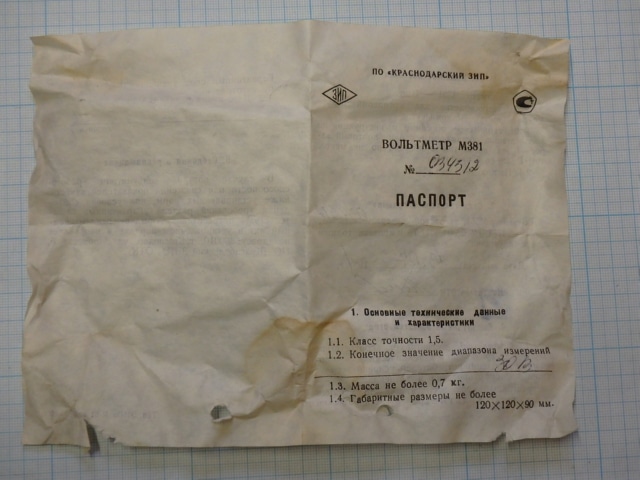 ПО «КРАСНОДАРСКИЙ ЗИП»
ЗИП
ВОЛЬТМЕТР М381
№ 034312
ПАСПОРТ
1. Основные технические данные
и характеристики
1.1. Класс точности 1,5.
1.2. Конечное значение диапазона измерений
30 В.
1.3. Масса не более 0,7 кг.
1.4. Габаритные размеры не более
120×120×90 мм.